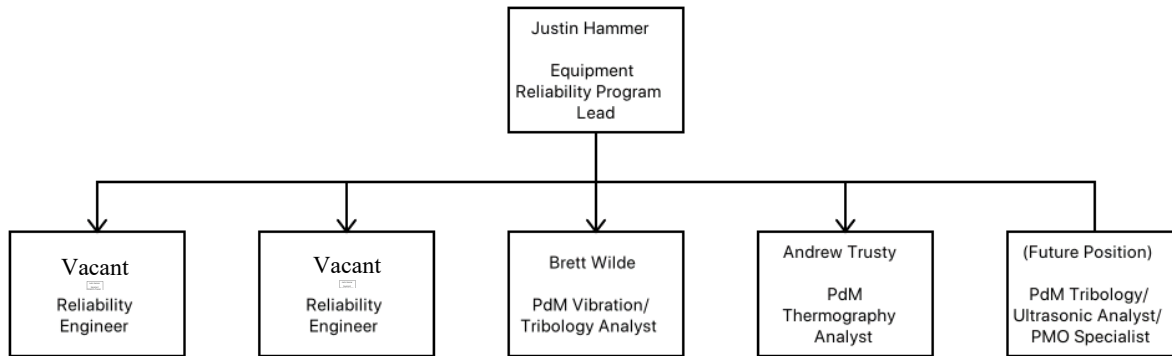 Justin Hammer
Equipment
Reliability Program
Lead
Vacant
Reliability
Engineer
Vacant
Reliability
Engineer
Brett Wilde
PdM Vibration/
Tribology Analyst
Andrew Trusty
PdM
Thermography
Analyst
(Future Position)
PdM Tribology/
Ultrasonic Analyst/
PMO Specialist